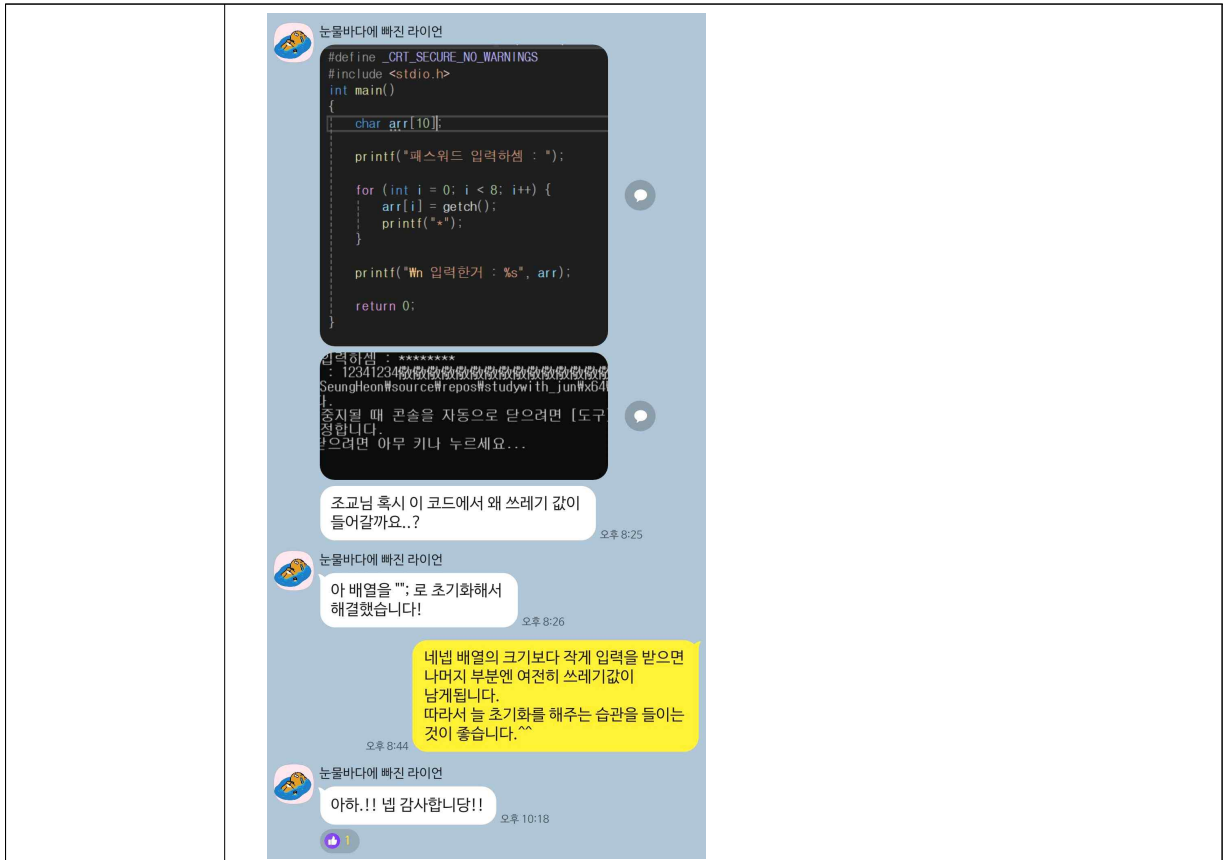 눈물바다에 빠진 라이언
#define _CRT_SECURE_NO_WARNINGS
#include <stdio.h>
int main()
{
char arr[10];
printf("패스워드 입력하셈 : ");
for (int i = 0; i < 8; i++) {
arr[i] = getch();
printf("*");
}
printf("₩n 입력한거 : %s", arr);
return 0;
}
입력하셈 : ********
: 12341234
SeungHeon₩source₩repos₩studywith_jun₩x64₩
다.
중지될 때 콘솔을 자동으로 닫으려면 [도구]
정합니다.
닫으려면 아무 키나 누르세요...
조교님 혹시 이 코드에서 왜 쓰레기 값이
들어갈까요..?
오후 8:25
눈물바다에 빠진 라이언
아 배열을 ""; 로 초기화해서
해결했습니다!
오후 8:26
네넵 배열의 크기보다 작게 입력을 받으면
나머지 부분엔 여전히 쓰레기값이
남게됩니다.
따라서 늘 초기화를 해주는 습관을 들이는
것이 좋습니다.^^
오후 8:44
눈물바다에 빠진 라이언
아하.!! 넵 감사합니당!!
오후 10:18
1